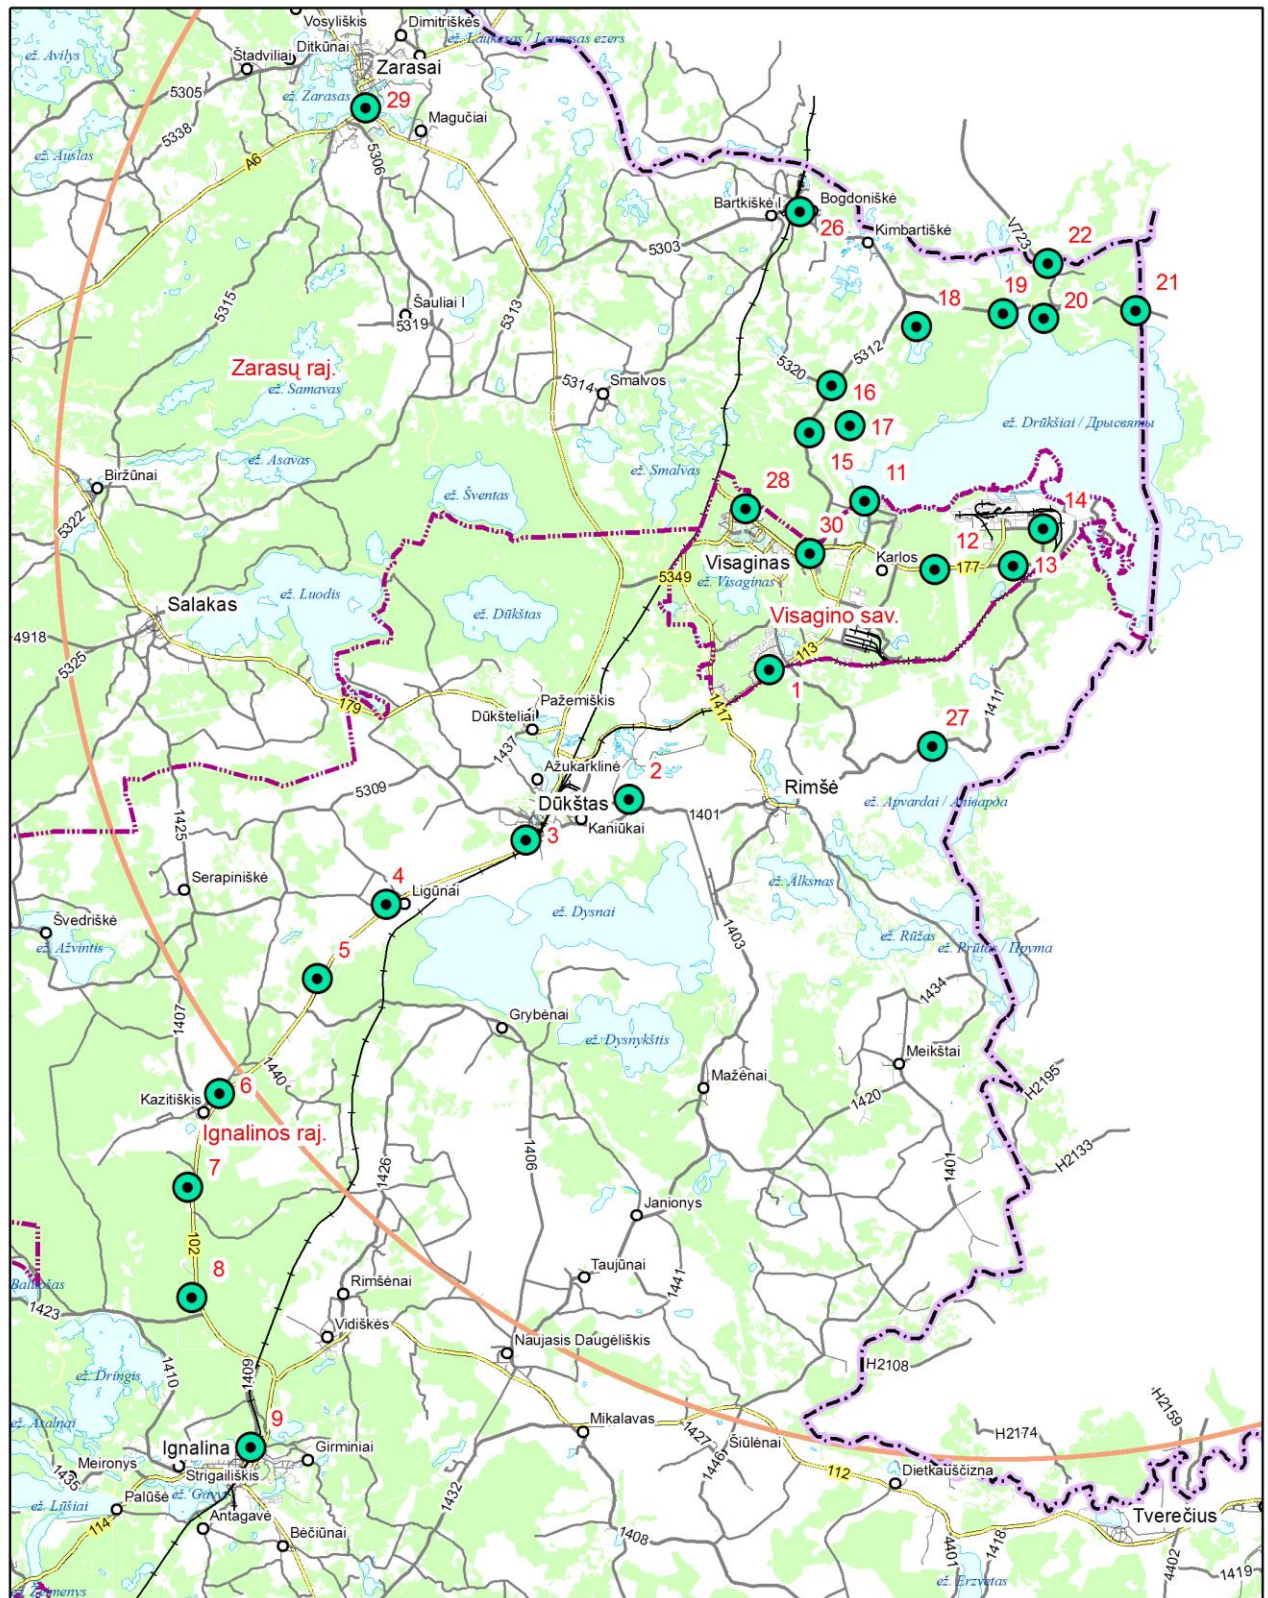 Vosyliškis
Dimitriškės
Ditkūnai
ež. Laukesas / Laucesas ezers
ež. Avilys
Štadviliai
Zarasai
5305
ež. Zarasas
29
Magučiai
5338
5306
ež. Auslas
A6
Bartkiškė I
Bogdoniškė
26
Kimbartiškė
5303
V723
22
5315
Šauliai I
5319
5313
18
19
20
21
5312
Zarasų raj.
ež. Samavas
5320
5314
Smalvos
16
17
ež. Drūkšiai / Дрысвяты
Biržūnai
ež. Asavas
ež. Šventas
ež. Smalvas
15
11
28
14
5322
30
12
Visaginas
Karlos
177
13
5349
ež. Visaginas
Salakas
ež. Luodis
ež. Dūkštas
Visagino sav.
4918
5325
113
1
179
1417
1411
Pažemiškis
Dūkšteliai
27
1437
Ažukarklinė
2
5309
Rimšė
Dūkštas
ež. Apvardai / Апіварда
1425
Kaniūkai
1401
3
4
Serapiniškė
Ligūnai
ež. Alksnas
ež. Dysnai
Švedriškė
ež. Ažvintis
5
1403
ež. Rūžas
ež. Prūtas / Прута
1434
1407
Grybėnai
ež. Dysnykštis
Meikštai
1440
Mažėnai
6
H2195
Kazitiškis
1420
Ignalinos raj.
1406
1401
H2133
7
1426
Janionys
102
Taujūnai
8
1441
Rimšėnai
1423
Vidiškės
Naujasis Daugėliškis
H2108
1409
ež. Dringis
1410
H2159
9
Mikalavas
1427
H2174
ež. Asalnai
Ignalina
Girminiai
Šiūlėnai
Meironys
1446
112
Dietkauščizna
1435
Strigailiškis
ež. Lūšiai
Palūšė
ež. Gavys
1432
Tverečius
Antagavė
114
Bėčiūnai
1408
4401
1418
4402
1419
ež. Erzvetas